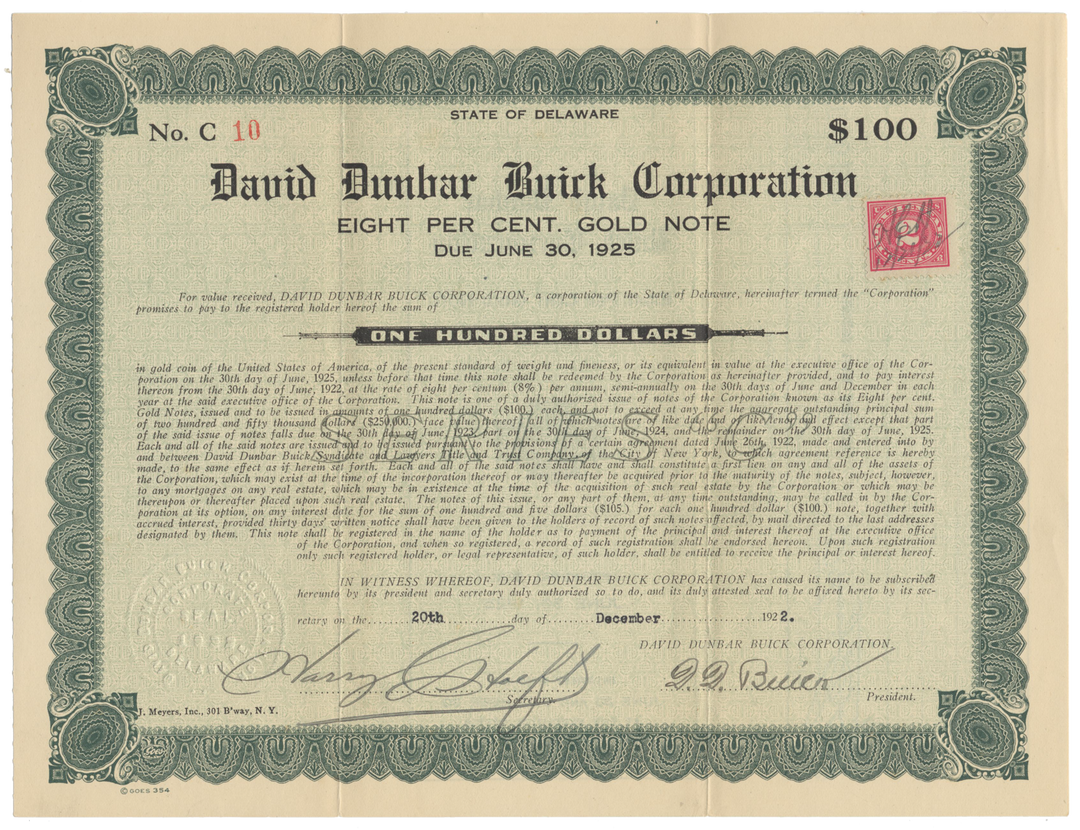 STATE OF DELAWARE
No. C 10
$100
David Dunbar Buick Corporation
EIGHT PER CENT. GOLD NOTE
DUE JUNE 30, 1925
2
For value received, DAVID DUNBAR BUICK CORPORATION, a corporation of the State of Delaware, hereinafter termed the "Corporation"
promises to pay to the registered holder hereof the sum of
ONE HUNDRED DOLLARS
in gold coin of the United States of America, of the present standard of weight and fineness, or its equivalent in value at the executive office of the Cor-
poration on the 30th day of June, 1925, unless before that time this note shall be redeemed by the Corporation as hereinafter provided, and to pay interest
thereon from the 30th day of June, 1922, at the rate of eight per centum (8%) per annum, semi-annually on the 30th days of June and December in each
year at the said executive office of the Corporation. This note is one of a duly authorized issue of notes of the Corporation known as its Eight per cent.
Gold Notes, issued and to be issued in amounts of one hundred dollars ($100.) each, and not to exceed at any time the aggregate outstanding principal sum
of two hundred and fifty thousand dollars ($250,000.) face value thereof, all of which notes are of like date and of like tenor and effect except that part
of the said issue of notes falls due on the 30th day of June, 1923, part on the 30th day of June, 1924, and the remainder on the 30th day of June, 1925.
Each and all of said notes are issued and to be issued pursuant to the provisions of a certain agreement dated June 26th, 1922, made and entered into by
and between David Dunbar Buick Syndicate and Lawyers Title and Trust Company, of the City of New York, to which agreement reference is hereby
made, to the same effect as if herein set forth. Each and all of the said notes shall have and shall constitute a first lien on any and all of the assets of
the Corporation, which may exist at the time of the incorporation thereof or may thereafter be acquired prior to the maturity of the notes, subject, however,
to any mortgages on any real estate, which may be in existence at the time of the acquisition of such real estate by the Corporation or which may be
thereupon or thereafter placed upon such real estate. The notes of this issue, or any part of them, at any time outstanding, may be called in by the Cor-
poration at its option, on any interest date for the sum of one hundred and five dollars ($105.) for each one hundred dollar ($100.) note, together with
accrued interest, provided thirty days' written notice shall have been given to the holders of record of such notes affected, by mail directed to the last addresses
designated by them. This note shall be registered in the name of the holder as to payment of the principal and interest thereof at the executive office
of the Corporation, and when so registered, a record of such registration shall be endorsed hereon. Upon such registration
only such registered holder, or legal representative, of such holder, shall be entitled to receive the principal or interest hereof.
SERIES "C"
IN WITNESS WHEREOF, DAVID DUNBAR BUICK CORPORATION has caused its name to be subscribed
hereunto by its president and secretary duly authorized so to do, and its duly attested seal to be affixed hereto by its sec-
retary on the 20th day of December 1922.
DAVID DUNBAR BUICK CORPORATION.
Harry C. Hoeft
D. D. Buick
Secretary.
President.
DAVID DUNBAR BUICK CORPORATION
CORPORATE
SEAL
1922
DELAWARE
J. Meyers, Inc., 301 B'way, N. Y.
Goes
© GOES 354